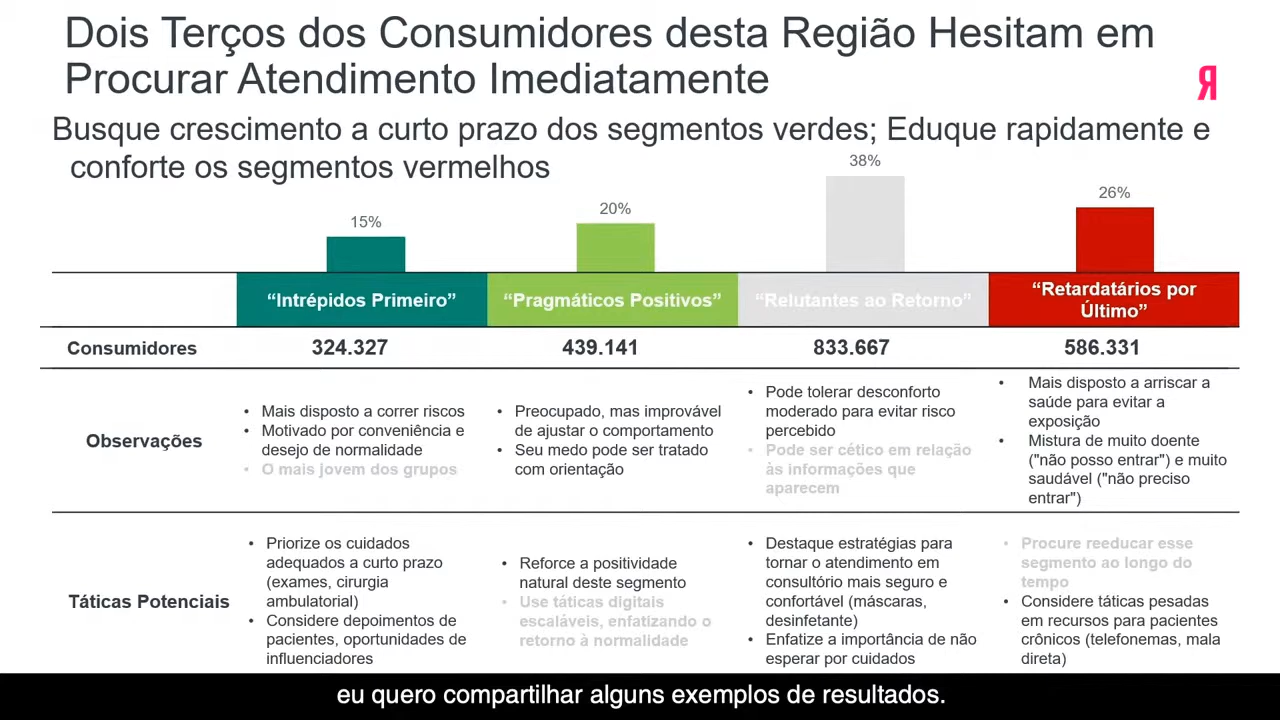 Dois Terços dos Consumidores desta Região Hesitam em
Procurar Atendimento Imediatamente
Я
Busque crescimento a curto prazo dos segmentos verdes; Eduque rapidamente e
conforte os segmentos vermelhos
15%
20%
38%
26%
“Intrépidos Primeiro”
“Pragmáticos Positivos”
“Relutantes ao Retorno”
“Retardatários por
Último”
Consumidores
324.327
439.141
833.667
586.331
Observações
• Mais disposto a correr riscos
• Motivado por conveniência e
desejo de normalidade
• O mais jovem dos grupos
• Preocupado, mas improvável
de ajustar o comportamento
• Seu medo pode ser tratado
com orientação
• Pode tolerar desconforto
moderado para evitar risco
percebido
• Pode ser cético em relação
às informações que
aparecem
• Mais disposto a arriscar a
saúde para evitar a
exposição
• Mistura de muito doente
("não posso entrar") e muito
saudável ("não preciso
entrar")
Táticas Potenciais
• Priorize os cuidados
adequados a curto prazo
(exames, cirurgia
ambulatorial)
• Considere depoimentos de
pacientes, oportunidades de
influenciadores
• Reforce a positividade
natural deste segmento
• Use táticas digitais
escaláveis, enfatizando o
retorno à normalidade
• Destaque estratégias para
tornar o atendimento em
consultório mais seguro e
confortável (máscaras,
desinfetante)
• Enfatize a importância de não
esperar por cuidados
• Procure reeducar esse
segmento ao longo do
tempo
• Considere táticas pesadas
em recursos para pacientes
crônicos (telefonemas, mala
direta)
eu quero compartilhar alguns exemplos de resultados.